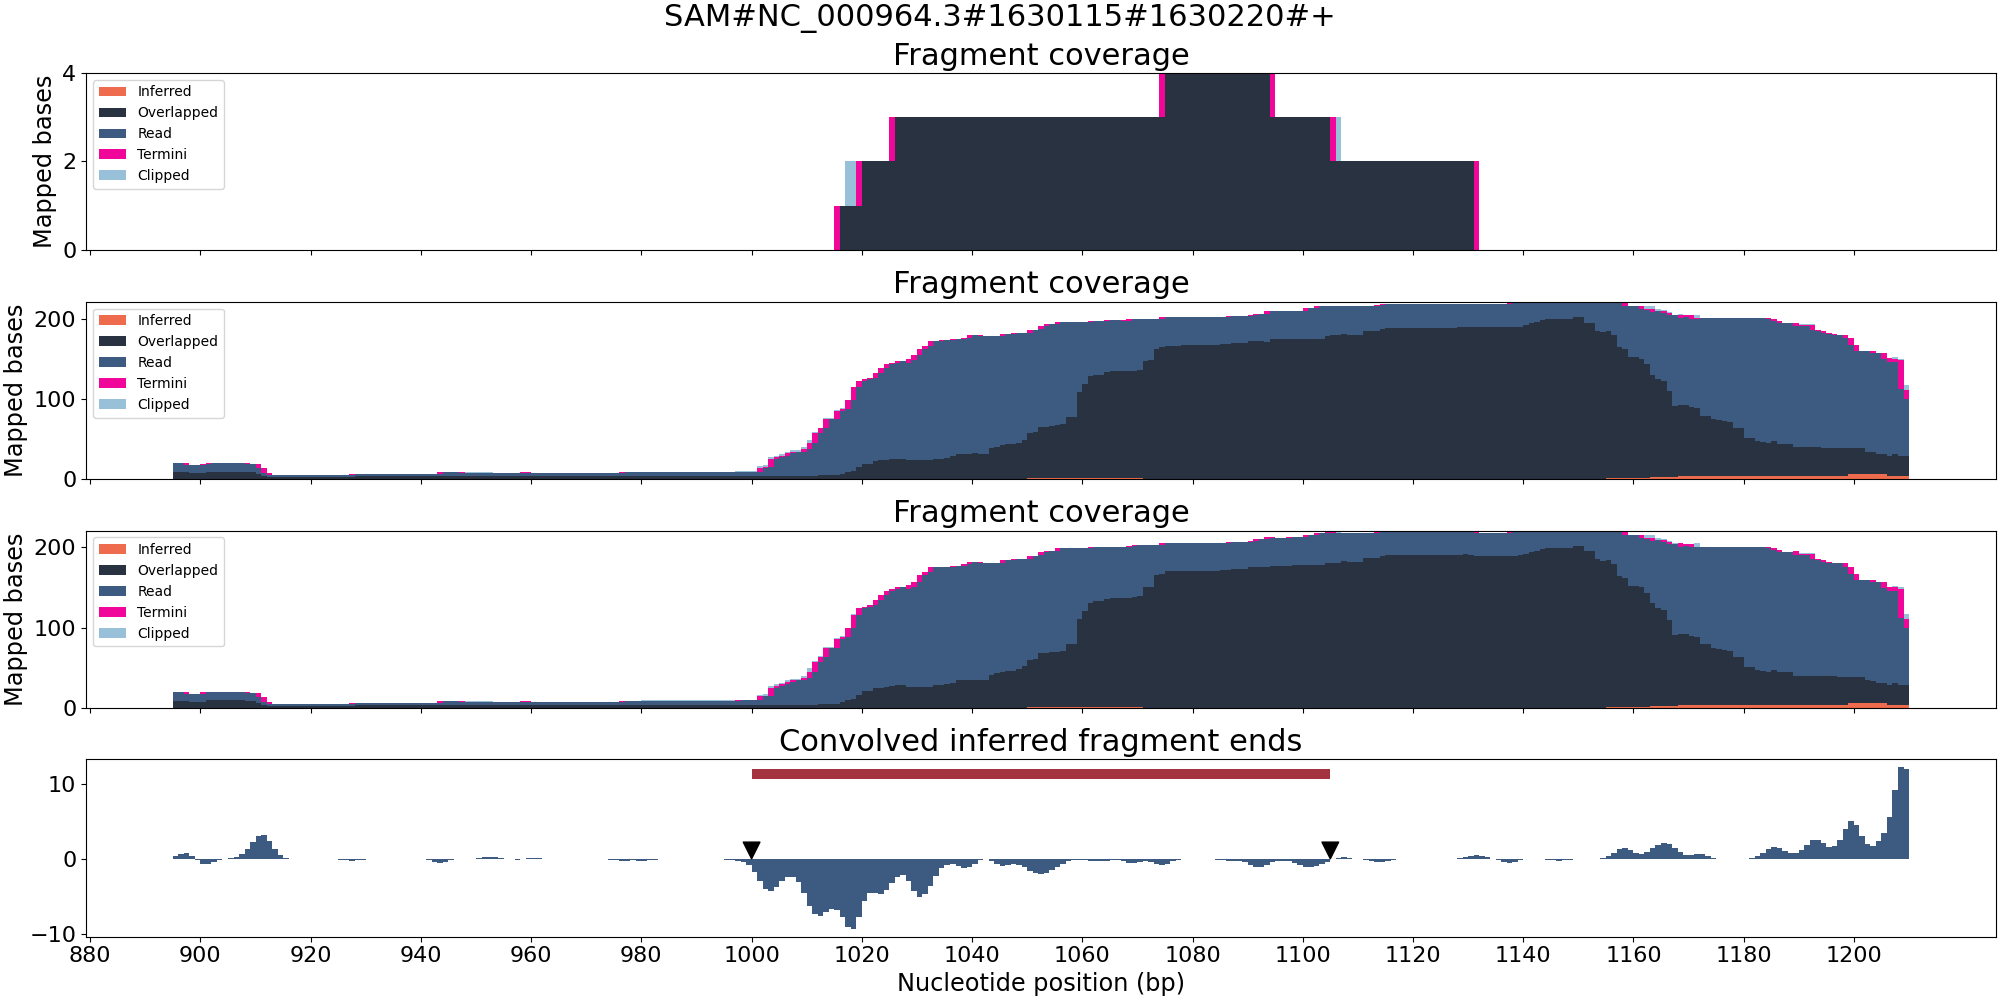 SAM#NC_000964.3#1630115#1630220#+
Fragment coverage
Mapped bases
4
2
0
Inferred
Overlapped
Read
Termini
Clipped
Fragment coverage
Mapped bases
200
100
0
Inferred
Overlapped
Read
Termini
Clipped
Fragment coverage
Mapped bases
200
100
0
Inferred
Overlapped
Read
Termini
Clipped
Convolved inferred fragment ends
10
0
−10
880 900 920 940 960 980 1000 1020 1040 1060 1080 1100 1120 1140 1160 1180 1200
Nucleotide position (bp)